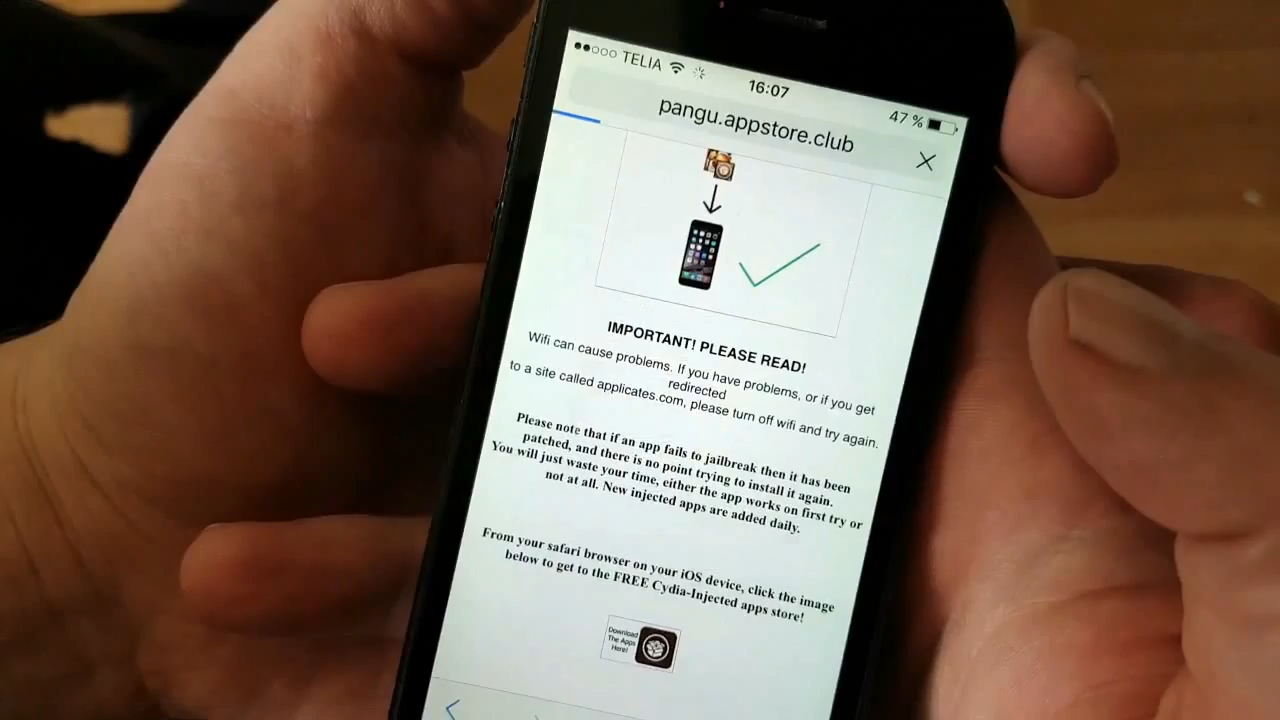 TELIA 16:07 47 %
pangu.appstore.club
IMPORTANT! PLEASE READ!
Wifi can cause problems. If you have problems, or if you get
redirected
to a site called applicates.com, please turn off wifi and try again.
Please note that if an app fails to jailbreak then it has been
patched, and there is no point trying to install it again.
You will just waste your time, either the app works on first try or
not at all. New injected apps are added daily.
From your safari browser on your iOS device, click the image
below to get to the FREE Cydia-Injected apps store!
Download
The Apps
Here!